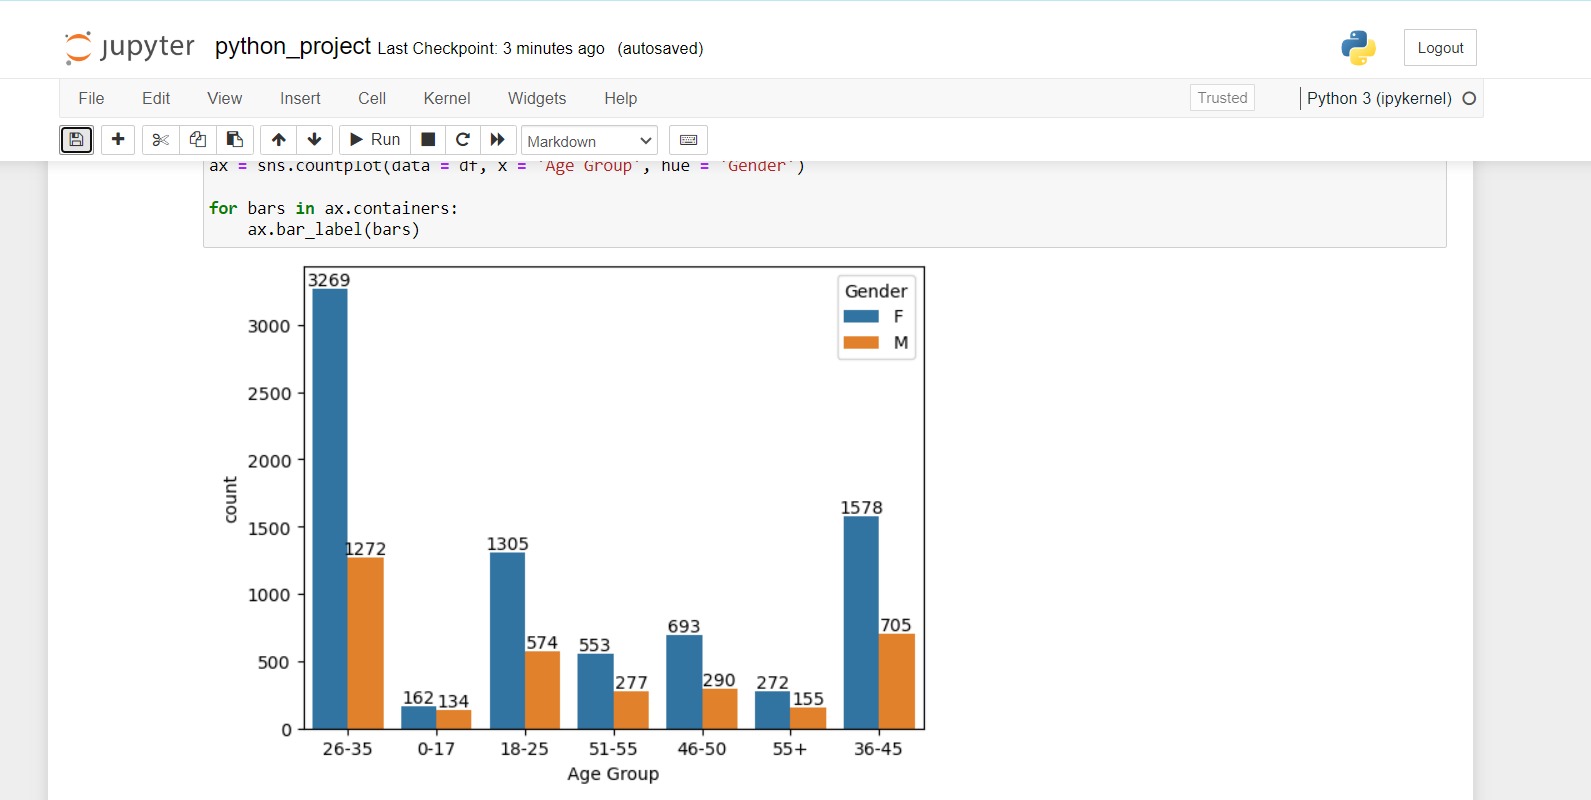 jupyter python_project Last Checkpoint: 3 minutes ago (autosaved) Logout
File Edit View Insert Cell Kernel Widgets Help Trusted Python 3 (ipykernel)
Run Markdown
ax = sns.countplot(data = df, x = 'Age Group', hue = 'Gender')
for bars in ax.containers:
    ax.bar_label(bars)
3269
Gender
F
M
3000
2500
2000
1500
1000
500
0
count
1272
162
134
1305
574
553
277
693
290
272
155
1578
705
26-35 0-17 18-25 51-55 46-50 55+ 36-45
Age Group